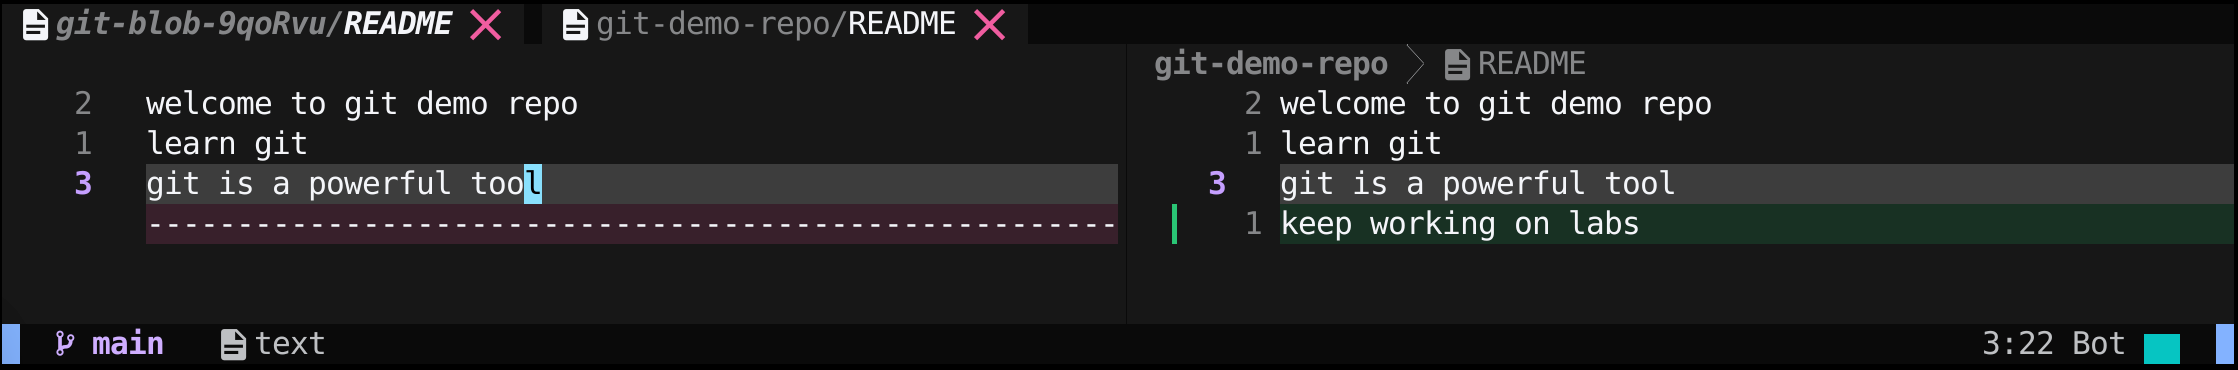 git-blob-9qoRvu/README git-demo-repo/README
git-demo-repo README
2 welcome to git demo repo
1 learn git
3 git is a powerful tool
------------------------------------------------------
2 welcome to git demo repo
1 learn git
3 git is a powerful tool
1 keep working on labs
main text 3:22 Bot